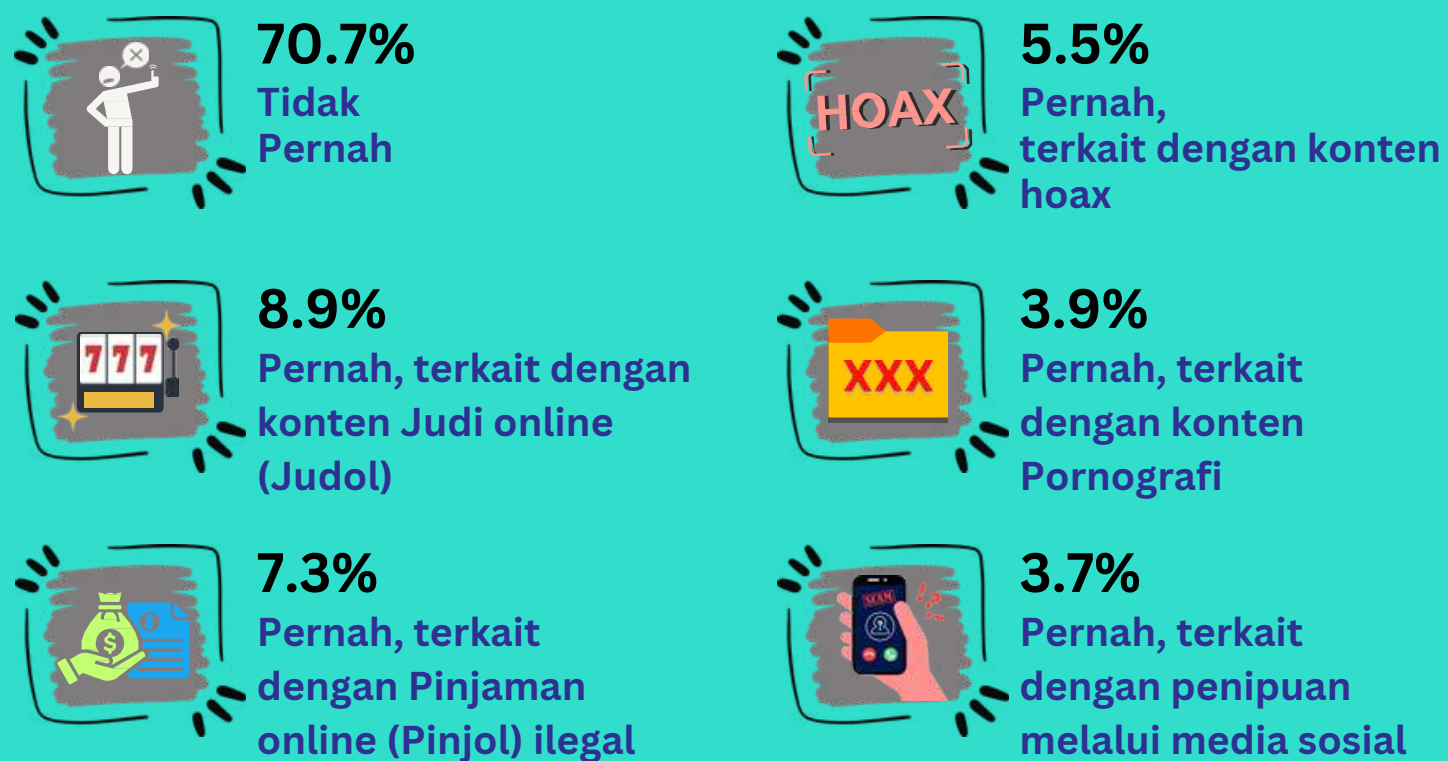 70.7%
Tidak
Pernah
8.9%
Pernah, terkait dengan
konten Judi online
(Judol)
777
7.3%
Pernah, terkait
dengan Pinjaman
online (Pinjol) ilegal
$
$
5.5%
Pernah,
terkait dengan konten
hoax
HOAX
3.9%
Pernah, terkait
dengan konten
Pornografi
XXX
3.7%
Pernah, terkait
dengan penipuan
melalui media sosial
SCAM
!?